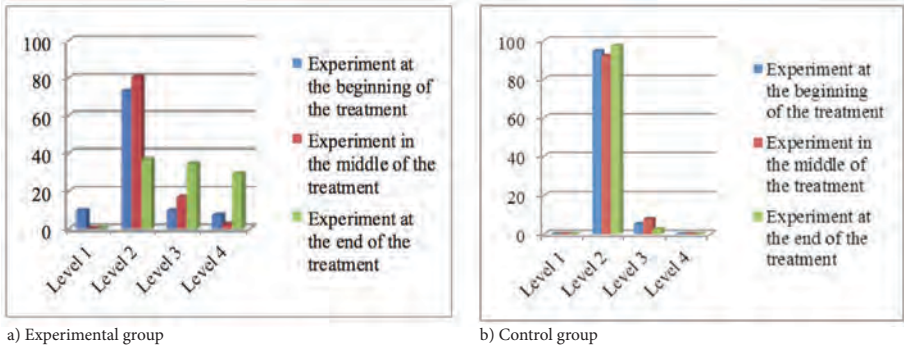 100
80
60
40
20
0
Level 1
Level 2
Level 3
Level 4
Experiment at
the beginning of
the treatment
Experiment in
the middle of the
treatment
Experiment at
the end of the
treatment
a) Experimental group
100
80
60
40
20
0
Level 1
Level 2
Level 3
Level 4
Experiment at
the beginning
of the treatment
Experiment in
the middle of
the treatment
Experiment at
the end of the
treatment
b) Control group